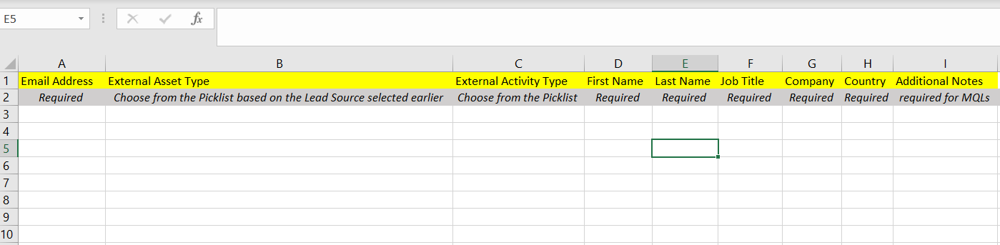 E5
fx
A B C D E F G H I
1 Email Address External Asset Type External Activity Type First Name Last Name Job Title Company Country Additional Notes
2 Required Choose from the Picklist based on the Lead Source selected earlier Choose from the Picklist Required Required Required Required Required required for MQLs
3
4
5
6
7
8
9
10